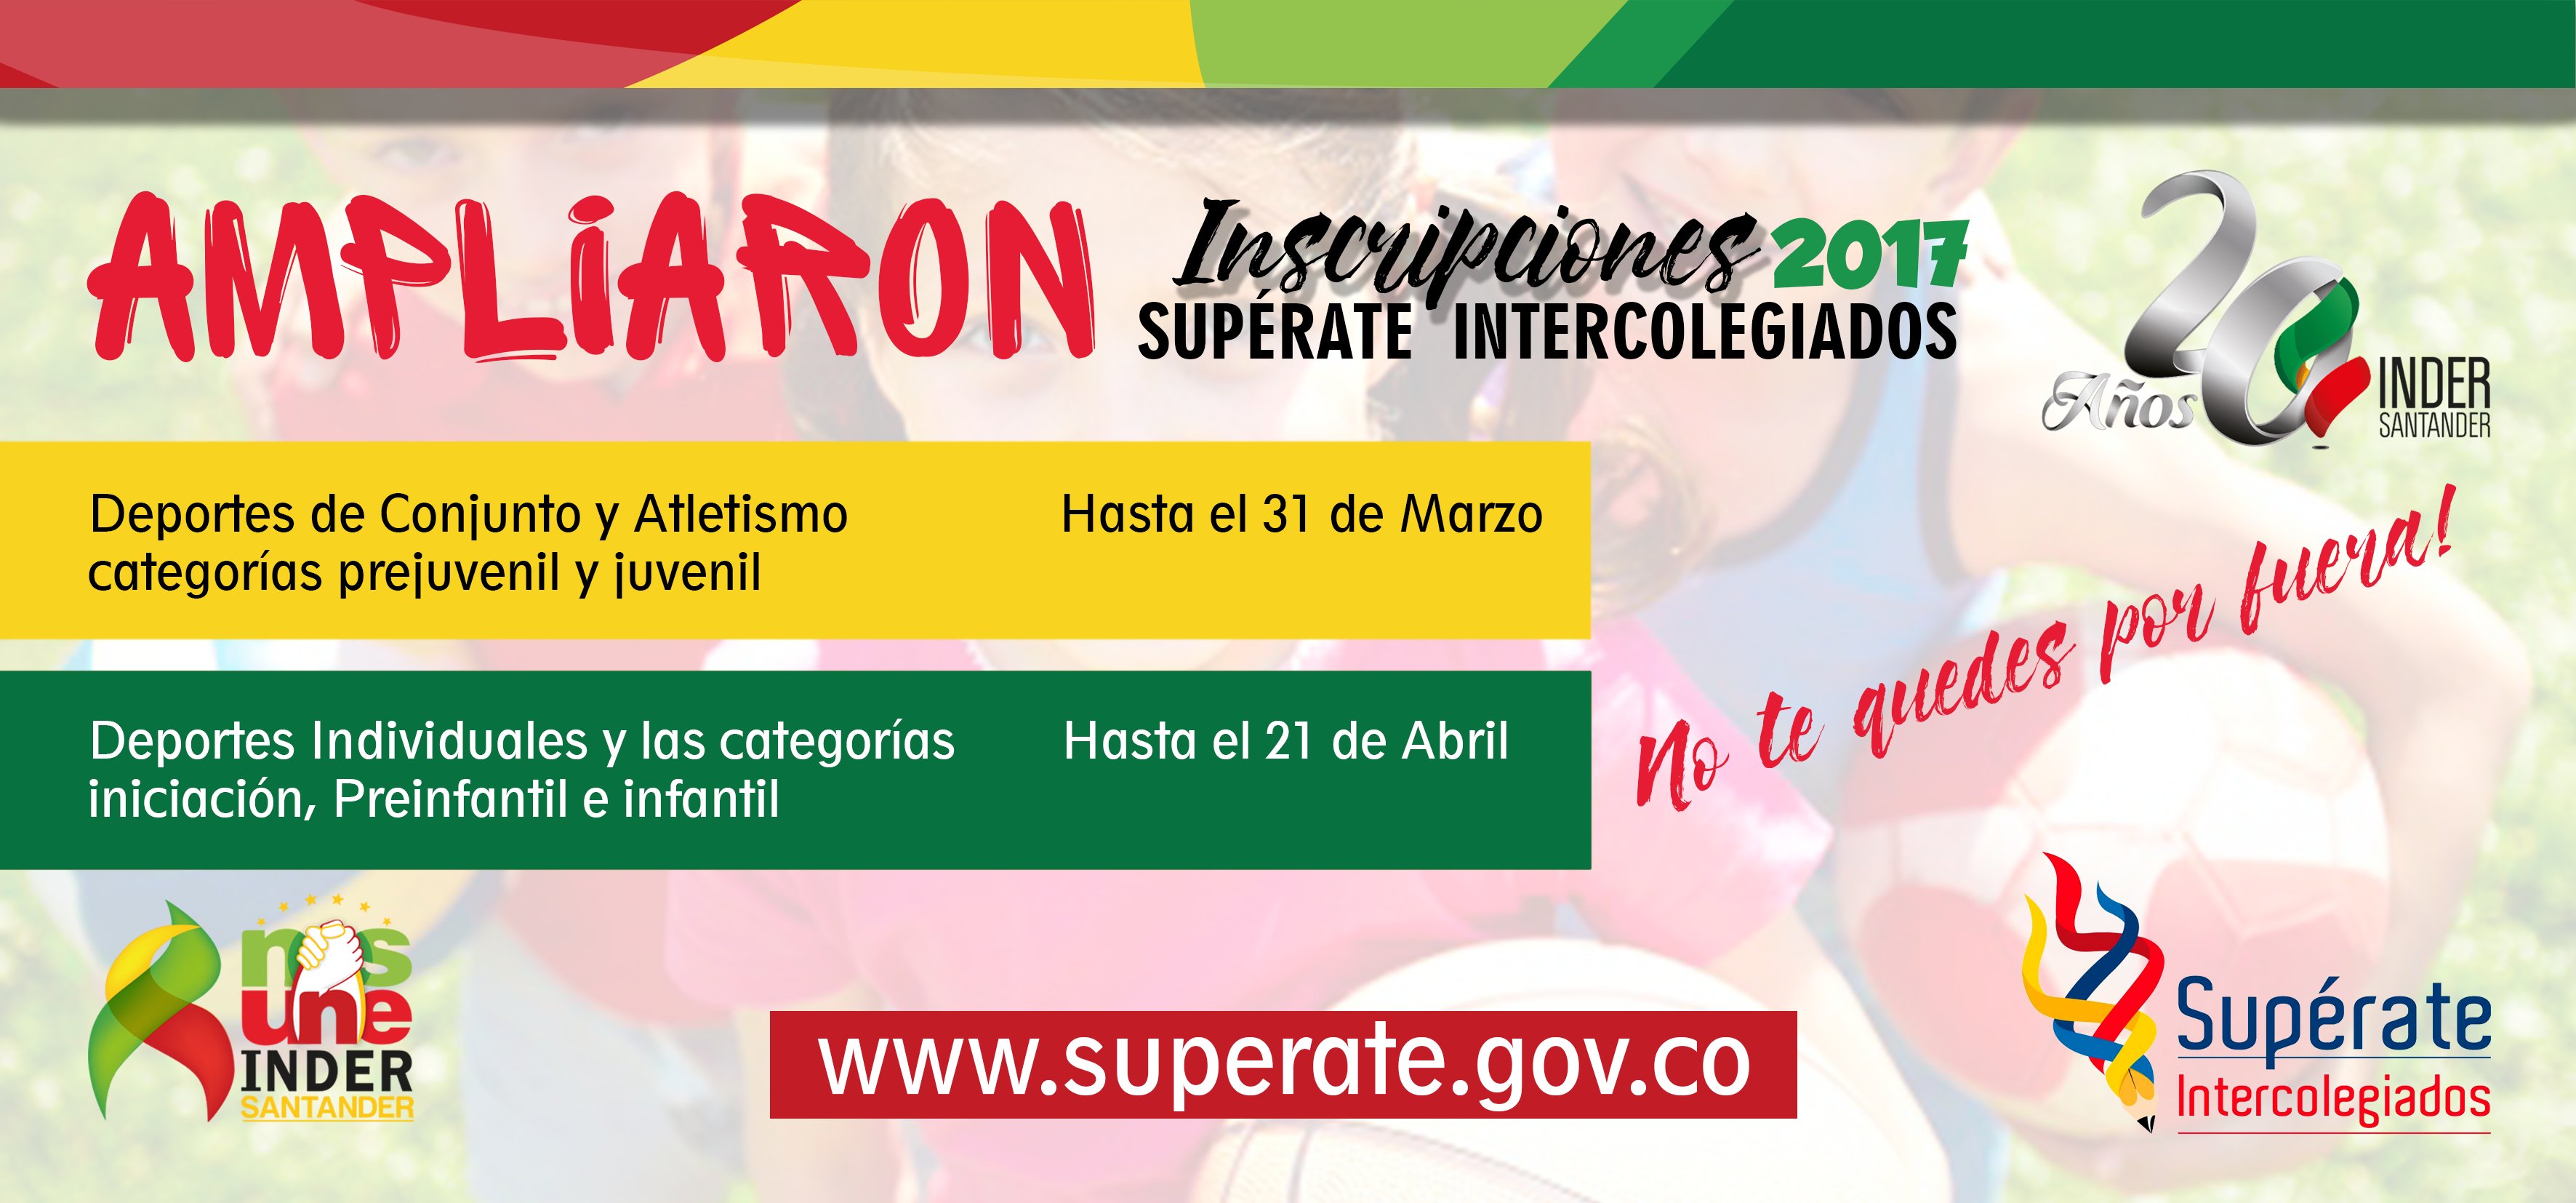 AMPLiARON
Inscripciones 2017
SUPÉRATE INTERCOLEGIADOS
20
Años
INDER
SANTANDER
Deportes de Conjunto y Atletismo
categorías prejuvenil y juvenil
Hasta el 31 de Marzo
Deportes Individuales y las categorías
iniciación, Preinfantil e infantil
Hasta el 21 de Abril
No te quedes por fuera!
nos
une
INDER
SANTANDER
www.superate.gov.co
Supérate
Intercolegiados